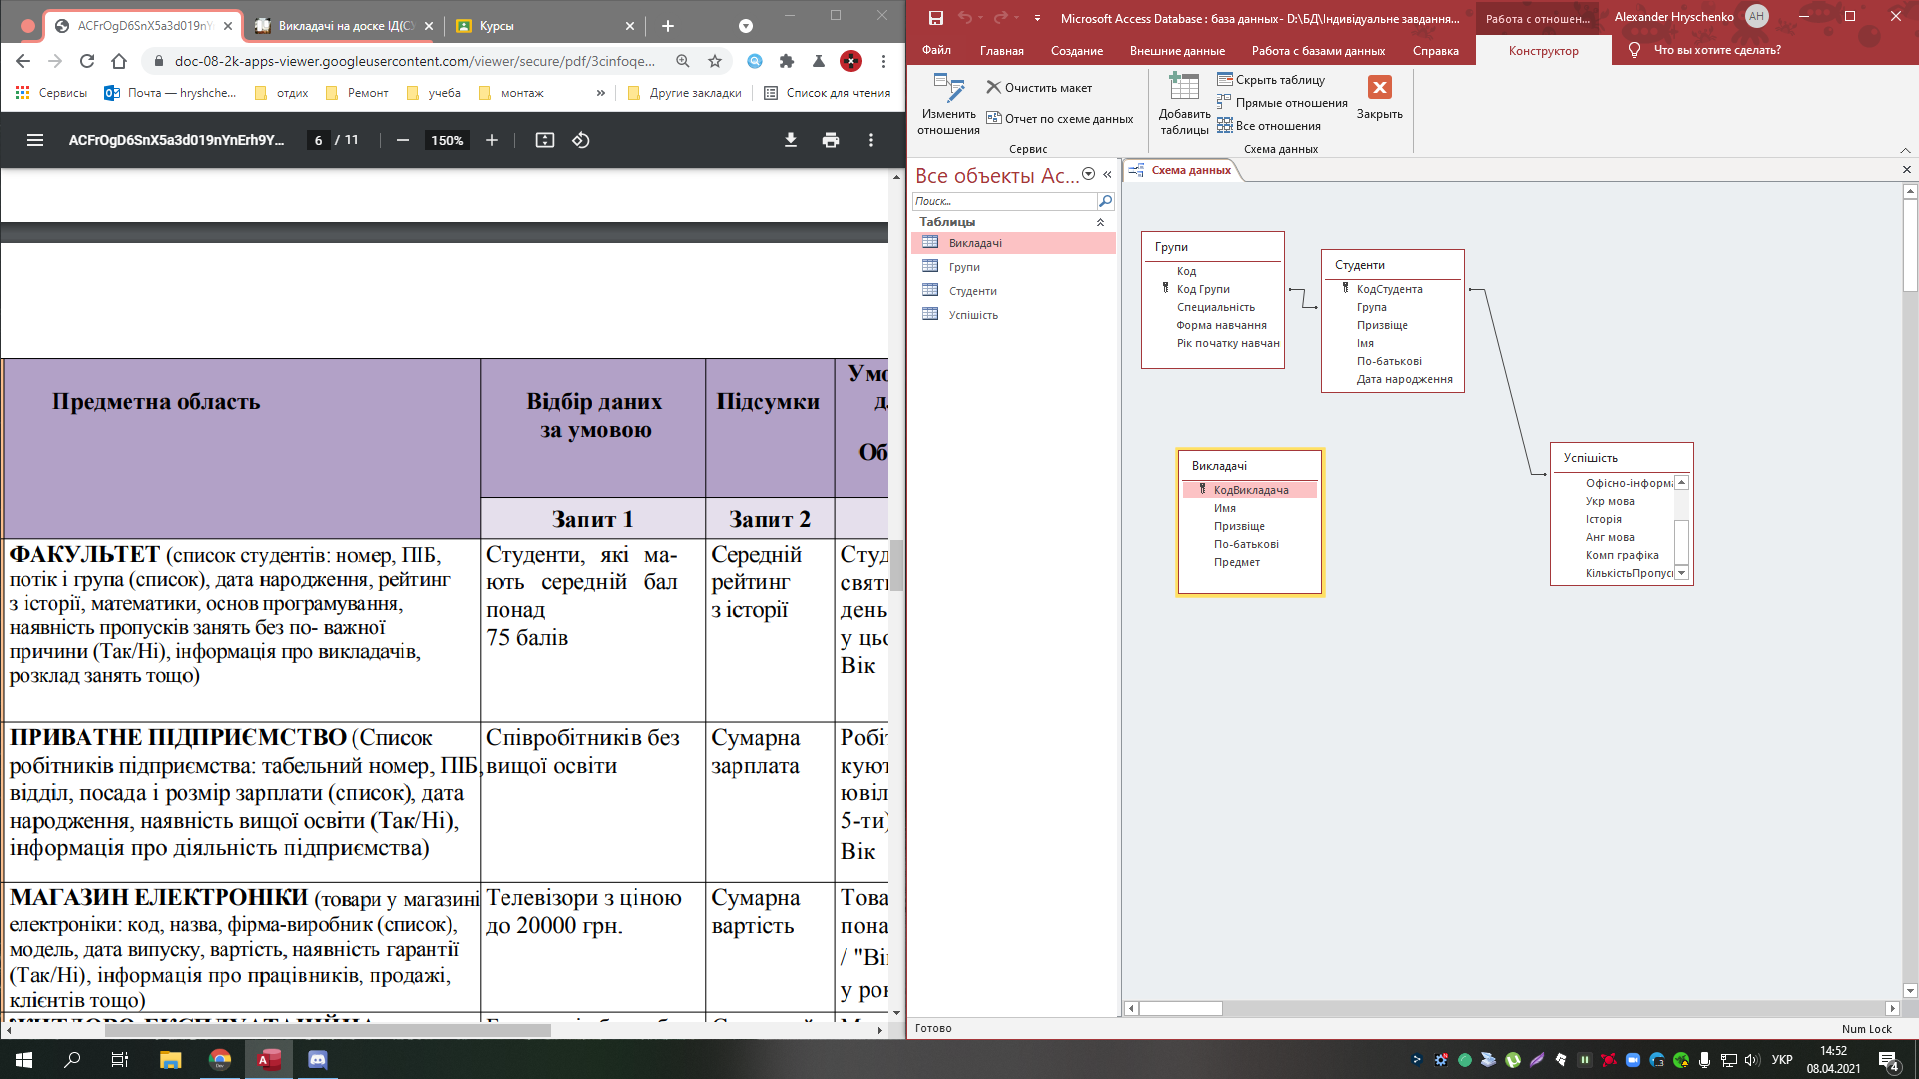 ACFrOgD6SnX5a3d019nYn
Викладачі на доске ІД(СУ
Курсы
doc-08-2k-apps-viewer.googleusercontent.com/viewer/secure/pdf/3cinfoqe...
Сервисы
Почта — hryshche...
отдих
Ремонт
учеба
монтаж
»
Другие закладки
Список для чтения
ACFrOgD6SnX5a3d019nYnErh9Y...
6 / 11
150%
Предметна область
Відбір даних
за умовою
Підсумки
Умо
д
Об
Запит 1
Запит 2
ФАКУЛЬТЕТ (список студентів: номер, ПІБ,
потік і група (список), дата народження, рейтинг
з історії, математики, основ програмування,
наявність пропусків занять без по- важної
причини (Так/Ні), інформація про викладачів,
розклад занять тощо)
Студенти, які ма-
ють середній бал
понад
75 балів
Середній
рейтинг
з історії
Студ
святк
день
у цьо
Вік
ПРИВАТНЕ ПІДПРИЄМСТВО (Список
робітників підприємства: табельний номер, ПІБ,
відділ, посада і розмір зарплати (список), дата
народження, наявність вищої освіти (Так/Ні),
інформація про діяльність підприємства)
Співробітників без
вищої освіти
Сумарна
зарплата
Робіт
куют
ювіл
5-ти)
Вік
МАГАЗИН ЕЛЕКТРОНІКИ (товари у магазині
електроніки: код, назва, фірма-виробник (список),
модель, дата випуску, вартість, наявність гарантії
(Так/Ні), інформація про працівників, продажі,
клієнтів тощо)
Телевізори з ціною
до 20000 грн.
Сумарна
вартість
Това
пона
/ "Ві
у рок
Microsoft Access Database : база данных- D:\БД\Індивідуальне завдання...
Работа с отношен...
Alexander Hryschenko
AH
Файл
Главная
Создание
Внешние данные
Работа с базами данных
Справка
Конструктор
Что вы хотите сделать?
Изменить
отношения
Очистить макет
Отчет по схеме данных
Сервис
Добавить
таблицы
Скрыть таблицу
Прямые отношения
Все отношения
Закрыть
Схема данных
Все объекты Ac...
«
Поиск...
Таблицы
Викладачі
Групи
Студенти
Успішість
Схема данных
Групи
Код
Код Групи
Специальність
Форма навчання
Рік початку навчан
Студенти
КодСтудента
Група
Призвіще
Імя
По-батькові
Дата народження
Викладачі
КодВикладача
Имя
Призвіще
По-батькові
Предмет
Успішість
Офісно-інформа
Укр мова
Історія
Анг мова
Комп графіка
КількістьПропус
Готово
Num Lock
УКР
14:52
08.04.2021
4